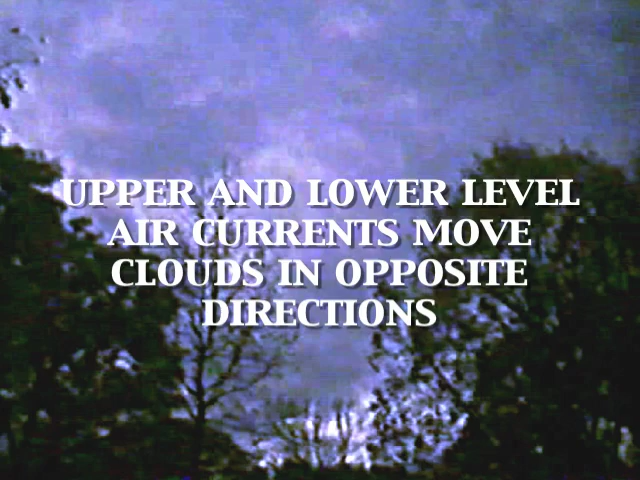 UPPER AND LOWER LEVEL
AIR CURRENTS MOVE
CLOUDS IN OPPOSITE
DIRECTIONS